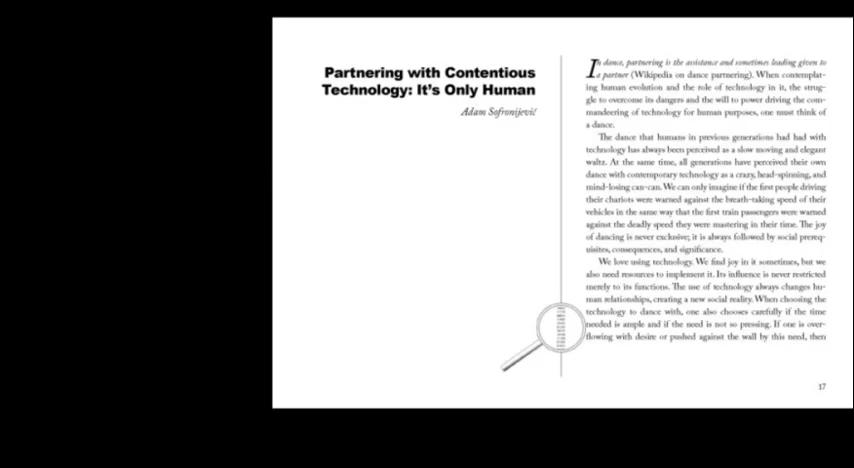 Partnering with Contentious
Technology: It's Only Human
Adam Sofronijević
In dance, partnering is the assistance and sometimes leading given to
a partner (Wikipedia on dance partnering). When contemplat-
ing human evolution and the role of technology in it, the strug-
gle to overcome its dangers and the will to power driving the com-
mandeering of technology for human purposes, one must think of
a dance.
The dance that humans in previous generations had had with
technology has always been perceived as a slow moving and elegant
waltz. At the same time, all generations have perceived their own
dance with contemporary technology as a crazy, head-spinning, and
mind-losing can-can. We can only imagine if the first people driving
their chariots were warned against the breath-taking speed of their
vehicles in the same way that the first train passengers were warned
against the deadly speed they were mastering in their time. The joy
of dancing is never exclusive; it is always followed by social prereq-
uisites, consequences, and significance.
We love using technology. We find joy in it sometimes, but we
also need resources to implement it. Its influence is never restricted
merely to its functions. The use of technology always changes hu-
man relationships, creating a new social reality. When choosing the
technology to dance with, one also chooses carefully if the time
needed is ample and if the need is not so pressing. If one is over-
flowing with desire or pushed against the wall by this need, then
17